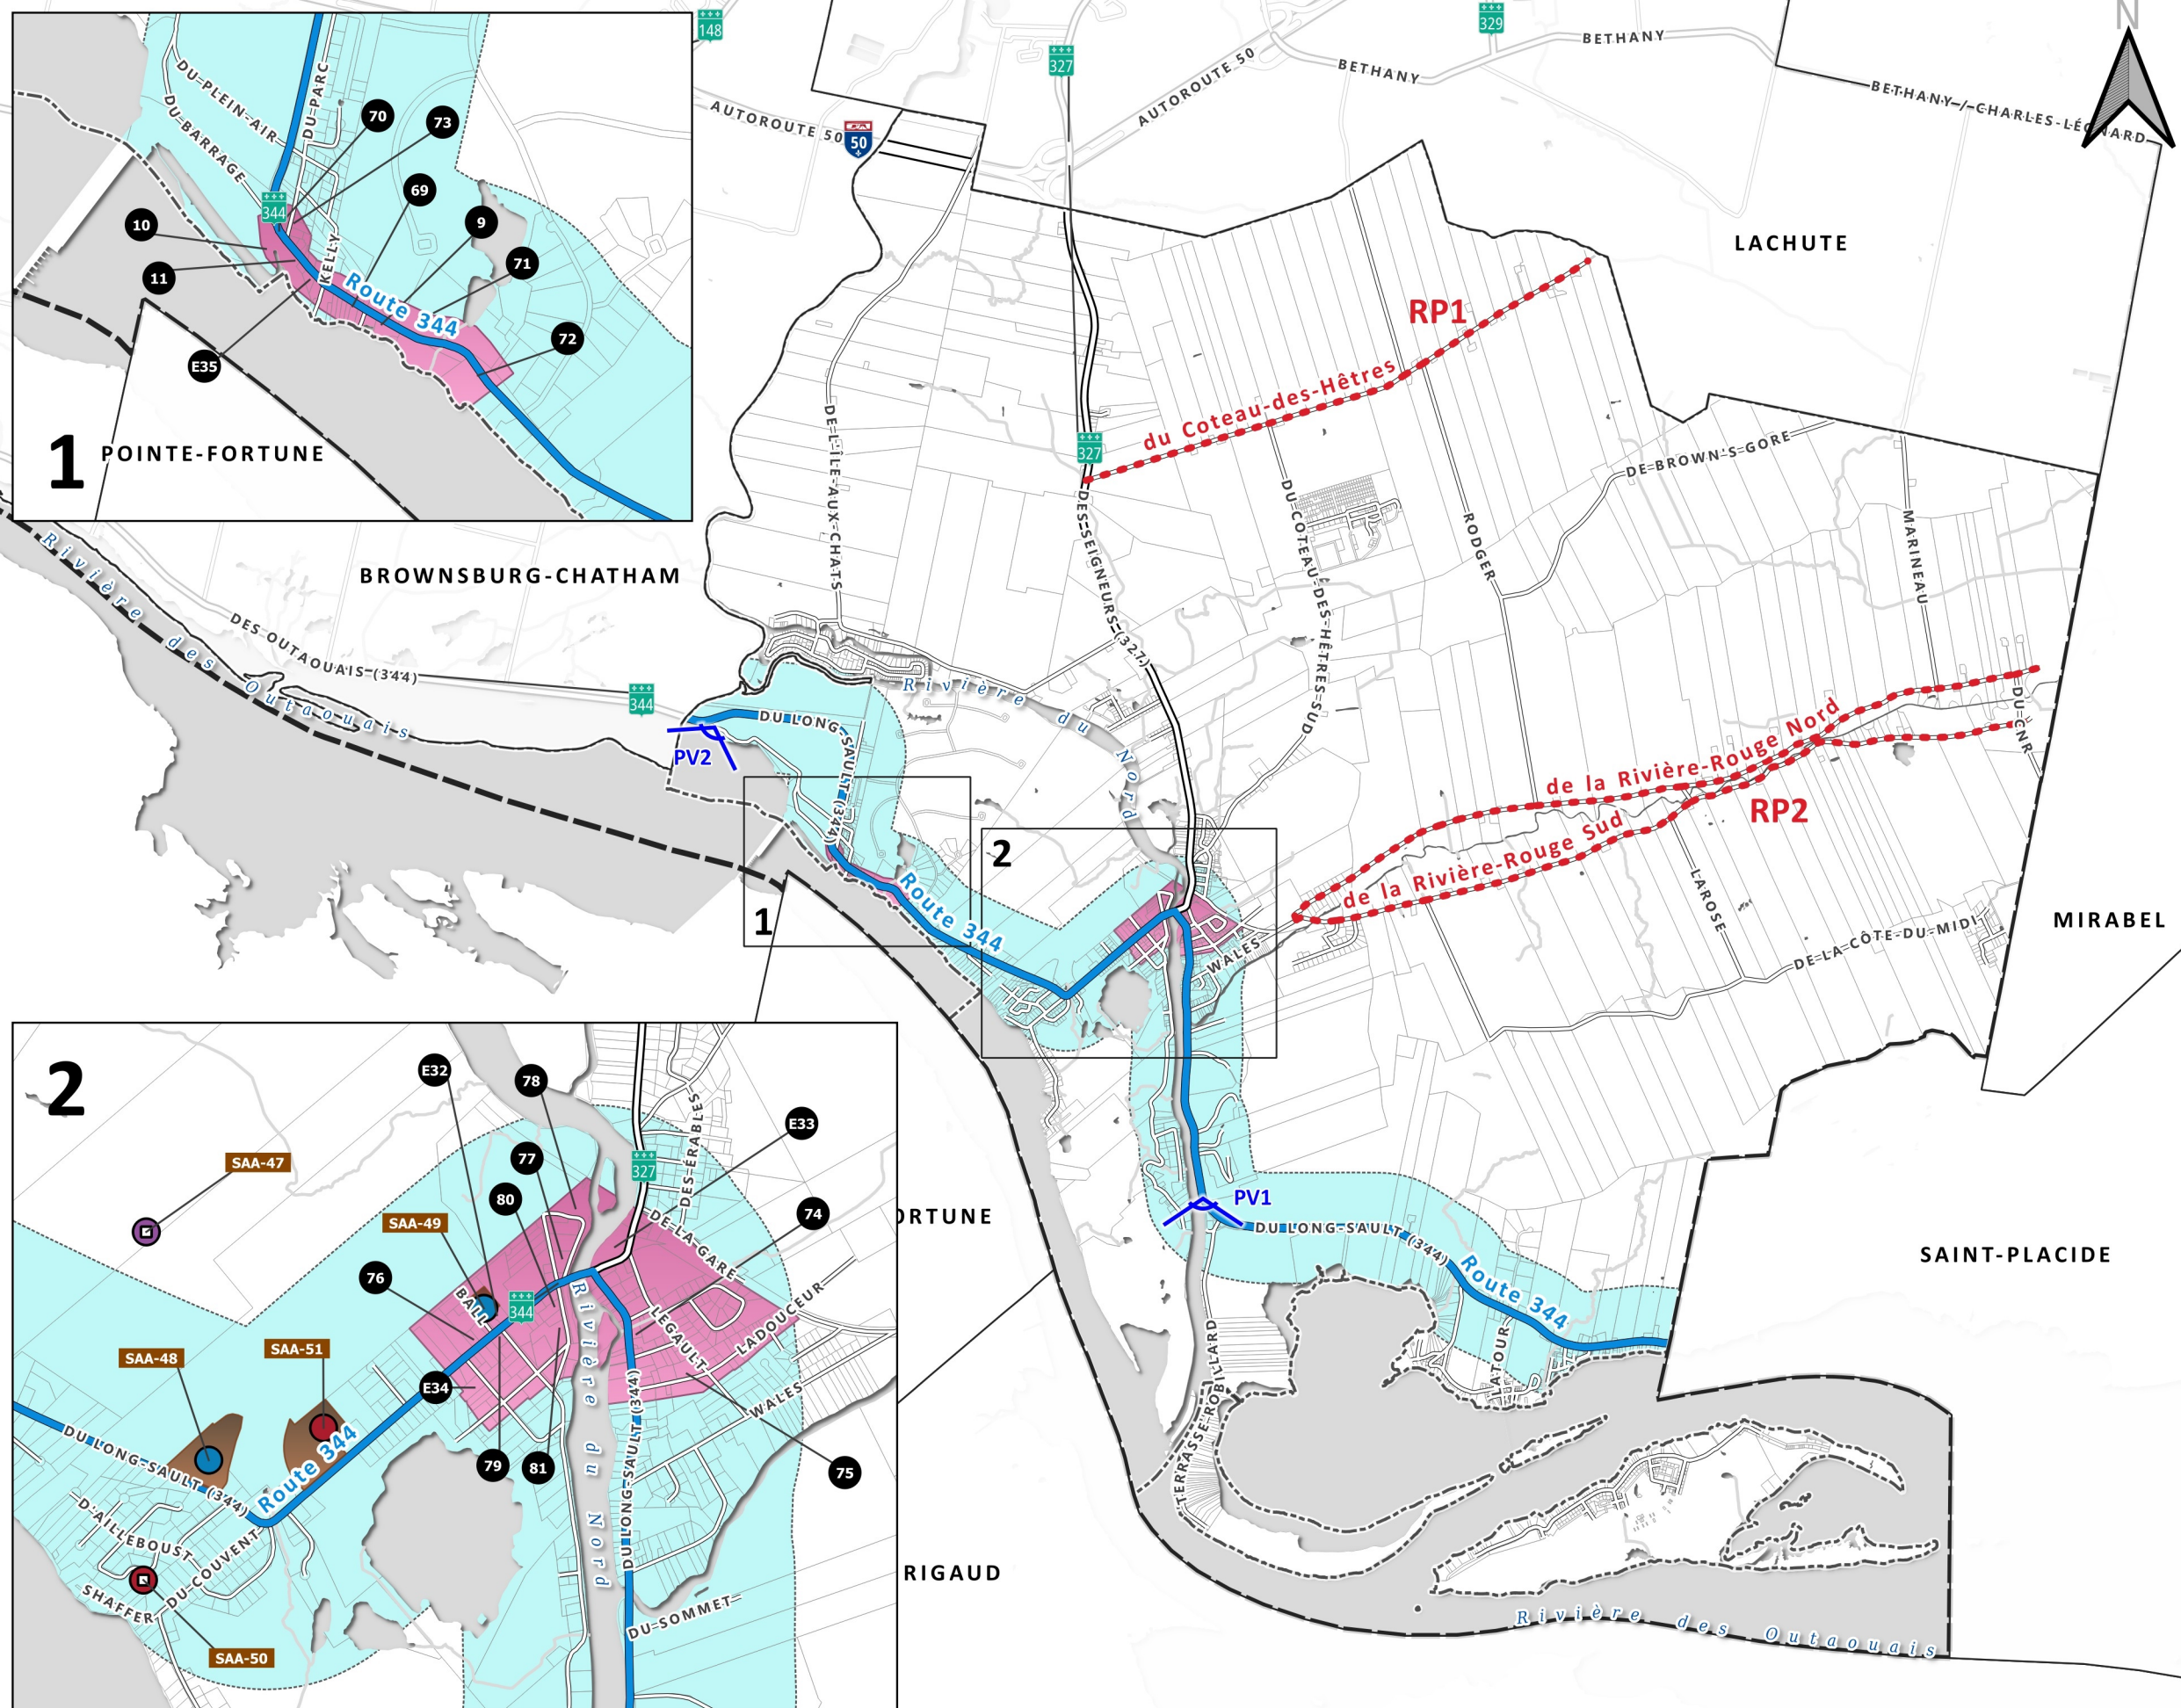 148
327
329
N
AUTOROUTE 50
50
AUTOROUTE 50
BETHANY
BETHANY
BETHANY / CHARLES-LÉONARD
LACHUTE
DU-PLEIN-AIR
DU-BARRAGE
DU-PARC
70
73
344
69
10
9
11
KELLY
71
Route 344
E35
72
1
POINTE-FORTUNE
RP1
du Coteau-des-Hêtres
327
DE-L'ÎLE-AUX-CHATS
DES-SEIGNEURS (327)
DU-COTEAU-DES-HÊTRES-SUD
RODGER
DE-BROWN'S-GORE
MARINEAU
BROWNSBURG-CHATHAM
Rivière des Outaouais
DES OUTAOUAIS (344)
344
Rivière du Nord
DU LONG-SAULT (344)
PV2
de la Rivière-Rouge Nord
RP2
DU-CNR
de la Rivière-Rouge Sud
2
1
Route 344
WALES
LAROSE
DE-LA-CÔTE-DU-MIDI
MIRABEL
2
E32
78
E33
77
DES-ÉRABLES
327
SAA-47
80
74
SAA-49
DE-LA-GARE
76
BALL
344
LEGAULT
LADOUCEUR
SAA-48
SAA-51
E34
Rivière du Nord
DU LONG-SAULT (344)
WALES
79
81
75
DU LONG-SAULT (344)
Route 344
D'AILLEBOUST
DU-COUVENT
SHAFFER
SAA-50
DU-SOMMET
ORTUNE
PV1
DU LONG-SAULT (344)
Route 344
SAINT-PLACIDE
LATOUR
TERRASSE-ROBILLARD
RIGAUD
Rivière des Outaouais